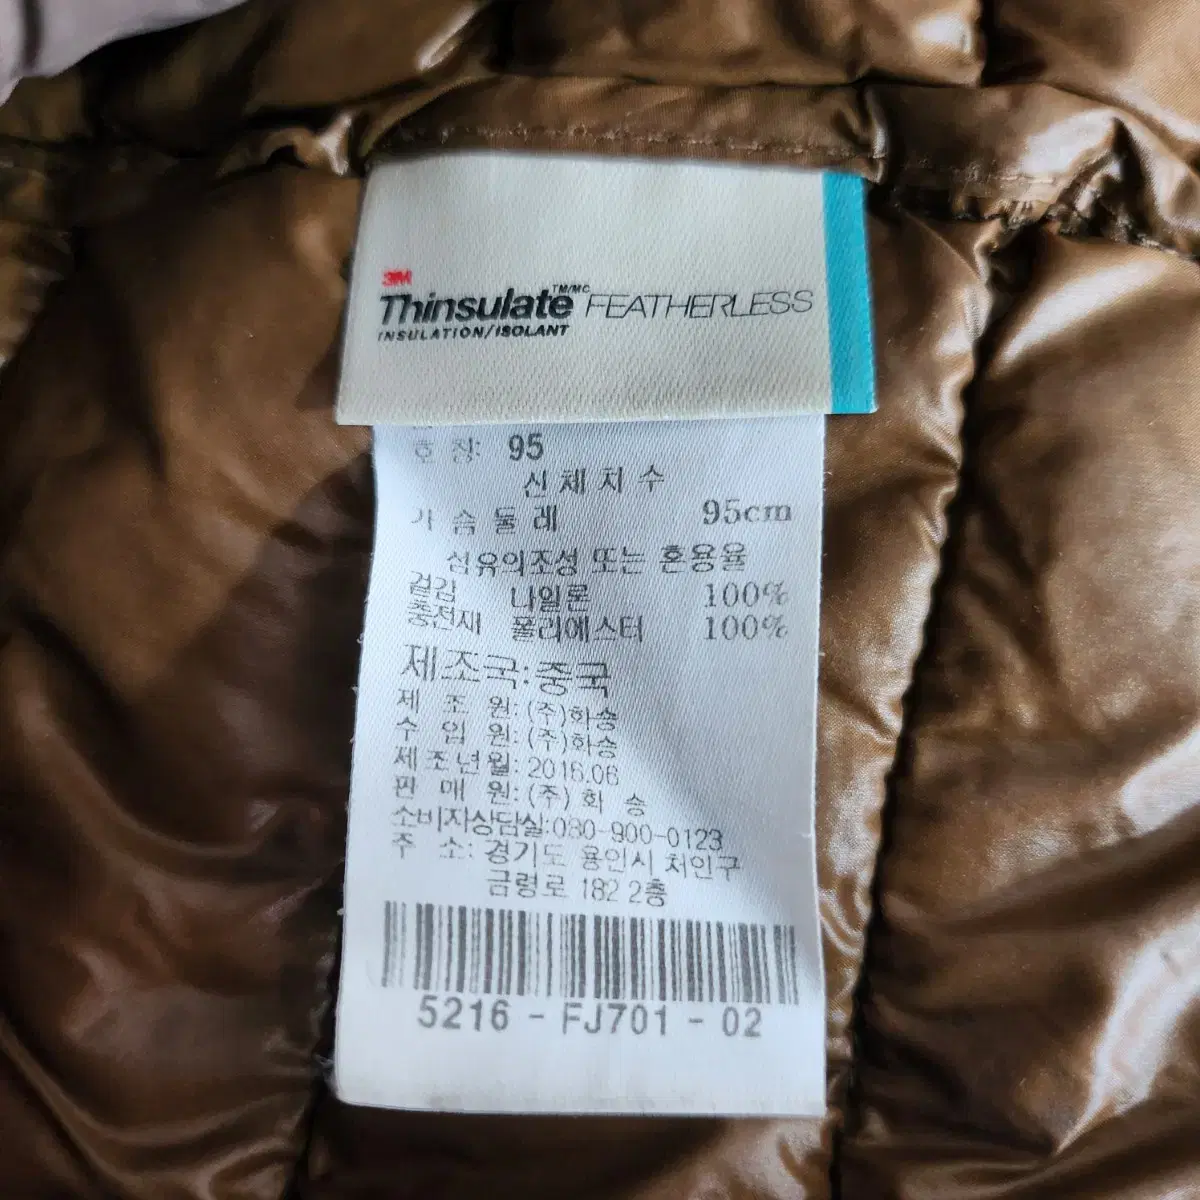 3M
Thinsulate™/MC FEATHERLESS
INSULATION/ISOLANT
호칭: 95
신체치수
가슴둘레 95cm
섬유의조성 또는 혼용율
겉감 나일론 100%
충전재 폴리에스터 100%
제조국:중국
제 조 원: (주)화승
수 입 원: (주)화승
제조년월: 2016.06
판 매 원: (주) 화 승
소비자상담실:080-900-0123
주 소: 경기도 용인시 처인구
금령로 182 2층
5216 - FJ701 - 02